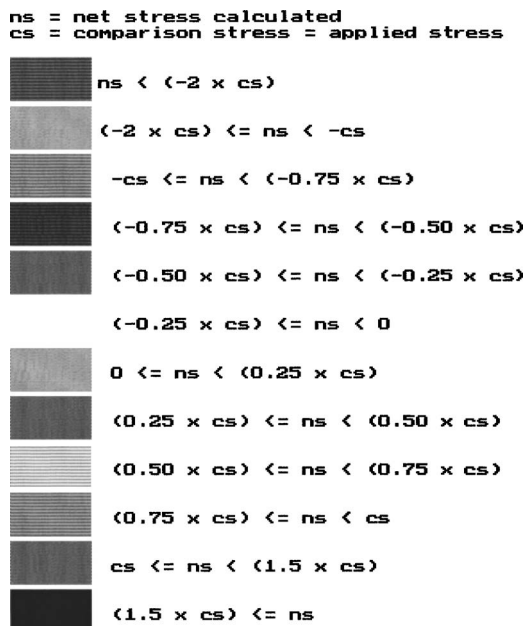 ns = net stress calculated
cs = comparison stress = applied stress
ns < (-2 x cs)
(-2 x cs) <= ns < -cs
-cs <= ns < (-0.75 x cs)
(-0.75 x cs) <= ns < (-0.50 x cs)
(-0.50 x cs) <= ns < (-0.25 x cs)
(-0.25 x cs) <= ns < 0
0 <= ns < (0.25 x cs)
(0.25 x cs) <= ns < (0.50 x cs)
(0.50 x cs) <= ns < (0.75 x cs)
(0.75 x cs) <= ns < cs
cs <= ns < (1.5 x cs)
(1.5 x cs) <= ns